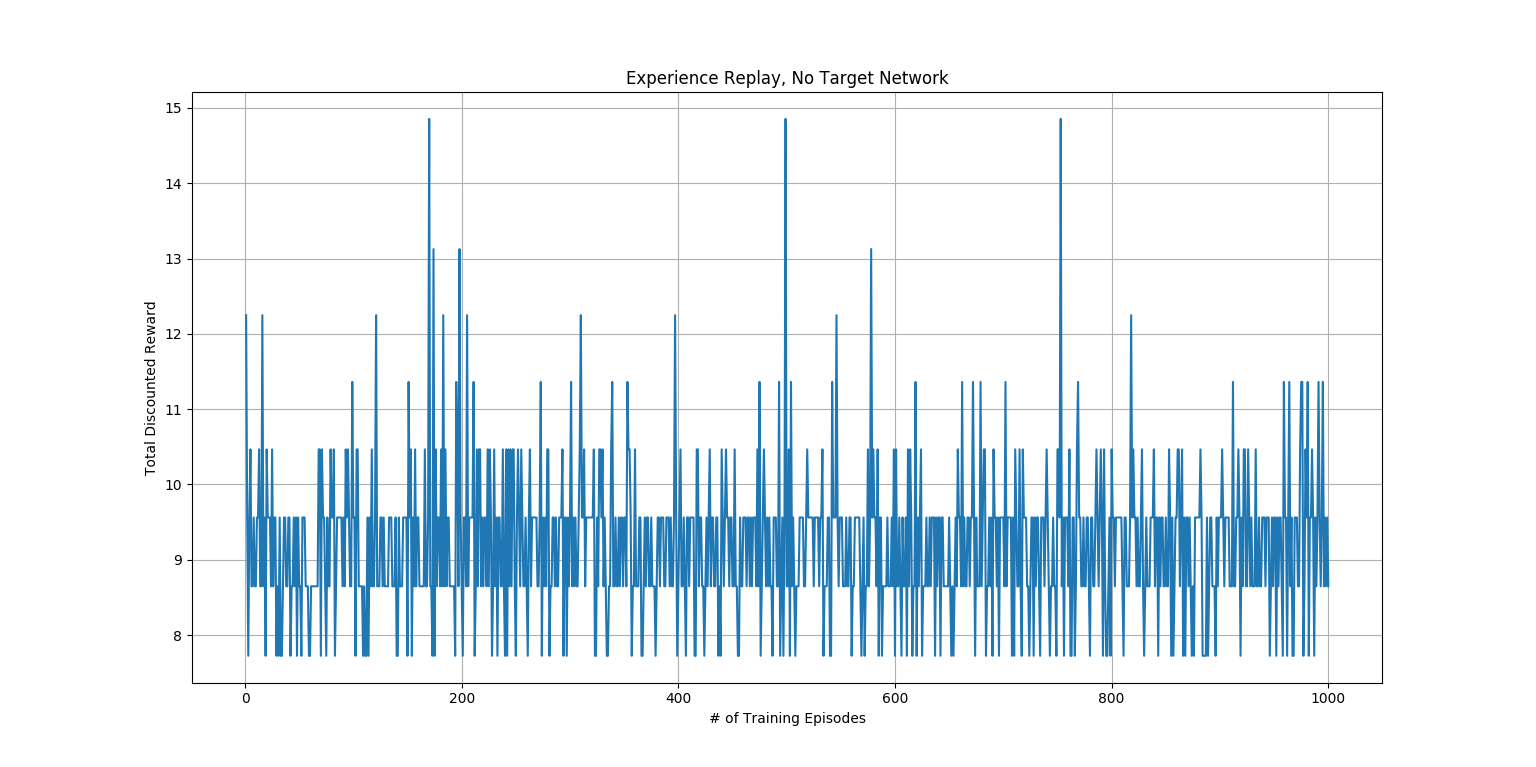 Experience Replay, No Target Network
15
14
13
12
11
10
9
8
Total Discounted Reward
0 200 400 600 800 1000
# of Training Episodes